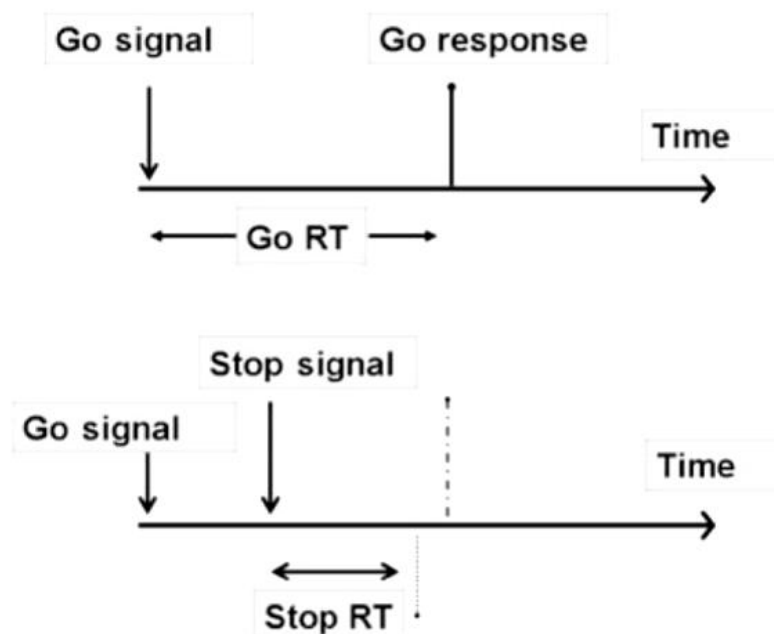 Go signal
Go response
Time
Go RT
Stop signal
Go signal
Time
Stop RT